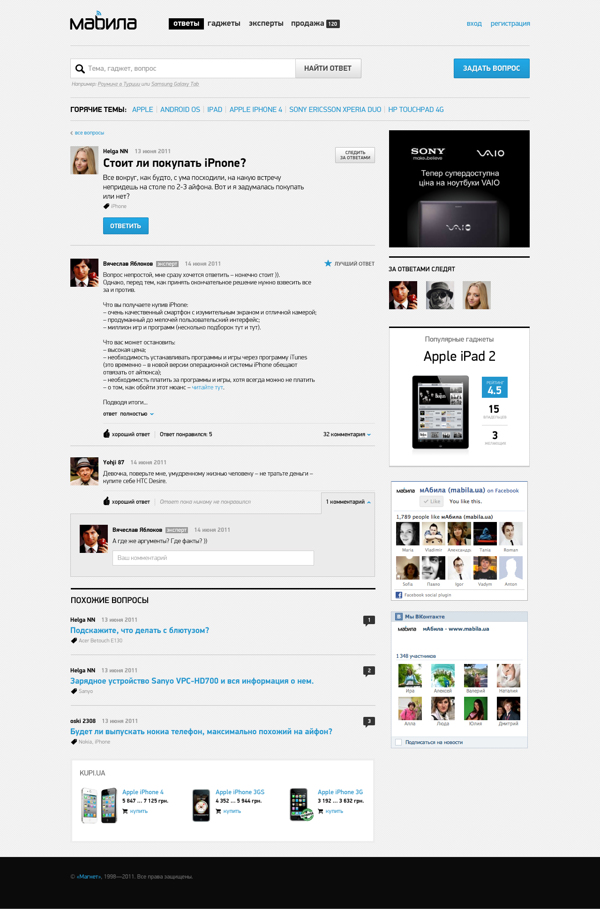 мабила
ответы гаджеты эксперты продажа 120
вход регистрация
Тема, гаджет, вопрос НАЙТИ ОТВЕТ
ЗАДАТЬ ВОПРОС
Например: Роуминг в Турции или Samsung Galaxy Tab
ГОРЯЧИЕ ТЕМЫ: APPLE ANDROID OS IPAD APPLE IPHONE 4 SONY ERICSSON XPERIA DUO HP TOUCHPAD 4G
‹ все вопросы
Helga NN 13 июня 2011
Стоит ли покупать iPnone?
СЛЕДИТЬ
ЗА ОТВЕТАМИ
Все вокруг, как будто, с ума посходили, на какую встречу
непридешь на столе по 2-3 айфона. Вот и я задумалась покупать
или нет?
iPhone
ОТВЕТИТЬ
Вячеслав Яблоков эксперт 14 июня 2011
ЛУЧШИЙ ОТВЕТ
Вопрос непростой, мне сразу хочется ответить – конечно стоит )).
Однако, перед тем, как принять окончательное решение нужно взвесить все
за и против.
Что вы получаете купив iPhone:
– очень качественный смартфон с изумительным экраном и отличной камерой;
– продуманный до мелочей пользовательский интерфейс;
– миллион игр и программ (несколько подборок тут и тут).
Что вас может остановить:
– высокая цена;
– необходимость устанавливать программы и игры через программу iTunes
(это временно – в новой версии операционной системы iPhone обещают
отвязать от айтюнса);
– необходимость платить за программы и игры, хотя всегда можно не платить
– о том, как обойти этот нюанс – читайте тут.
Подводя итоги...
ответ полностью
хороший ответ Ответ понравился: 5
32 комментария
Yohji 87 14 июня 2011
Девочка, поверьте мне, умудренному жизнью человеку – не тратьте деньги –
купите себе HTC Desire.
хороший ответ Ответ пока никому не понравился
1 комментарий
Вячеслав Яблоков эксперт 14 июня 2011
А где же аргументы? Где факты? ))
Ваш комментарий
ПОХОЖИЕ ВОПРОСЫ
Helga NN 13 июня 2011 1
Подскажите, что делать с блютузом?
Acer Betouch E130
Helga NN 13 июня 2011 2
Зарядное устройство Sanyo VPC-HD700 и вся информация о нем.
Sanyo
oski 2308 13 июня 2011 3
Будет ли выпускать нокиа телефон, максимально похожий на айфон?
Nokia, iPhone
KUPI.UA
Apple iPhone 4
5 847 ... 7 125 грн.
купить
Apple iPhone 3GS
4 352 ... 5 944 грн.
купить
Apple iPhone 3G
3 192 ... 3 632 грн.
купить
SONY
make.believe
VAIO
Тепер супердоступна
ціна на ноутбуки VAIO
VAIO
ЗА ОТВЕТАМИ СЛЕДЯТ
Популярные гаджеты
Apple iPad 2
РЕЙТИНГ
4.5
15
ВЛАДЕЛЬЦЕВ
3
мАбила (mabila.ua) on Facebook
Like You like this.
1,789 people like мАбила (mabila.ua)
Maria Vladimir Александр Tania Roman
Sofia Павло Igor Vadim Anton
Facebook social plugin
Мы ВКонтакте
мабила мАбила - www.mabila.ua
1 348 участников
Ира Алексей Валерий Наталия
Алла Люда Юлия Дмитрий
Подписаться на новости
© «Магнет», 1998—2011. Все права защищены.